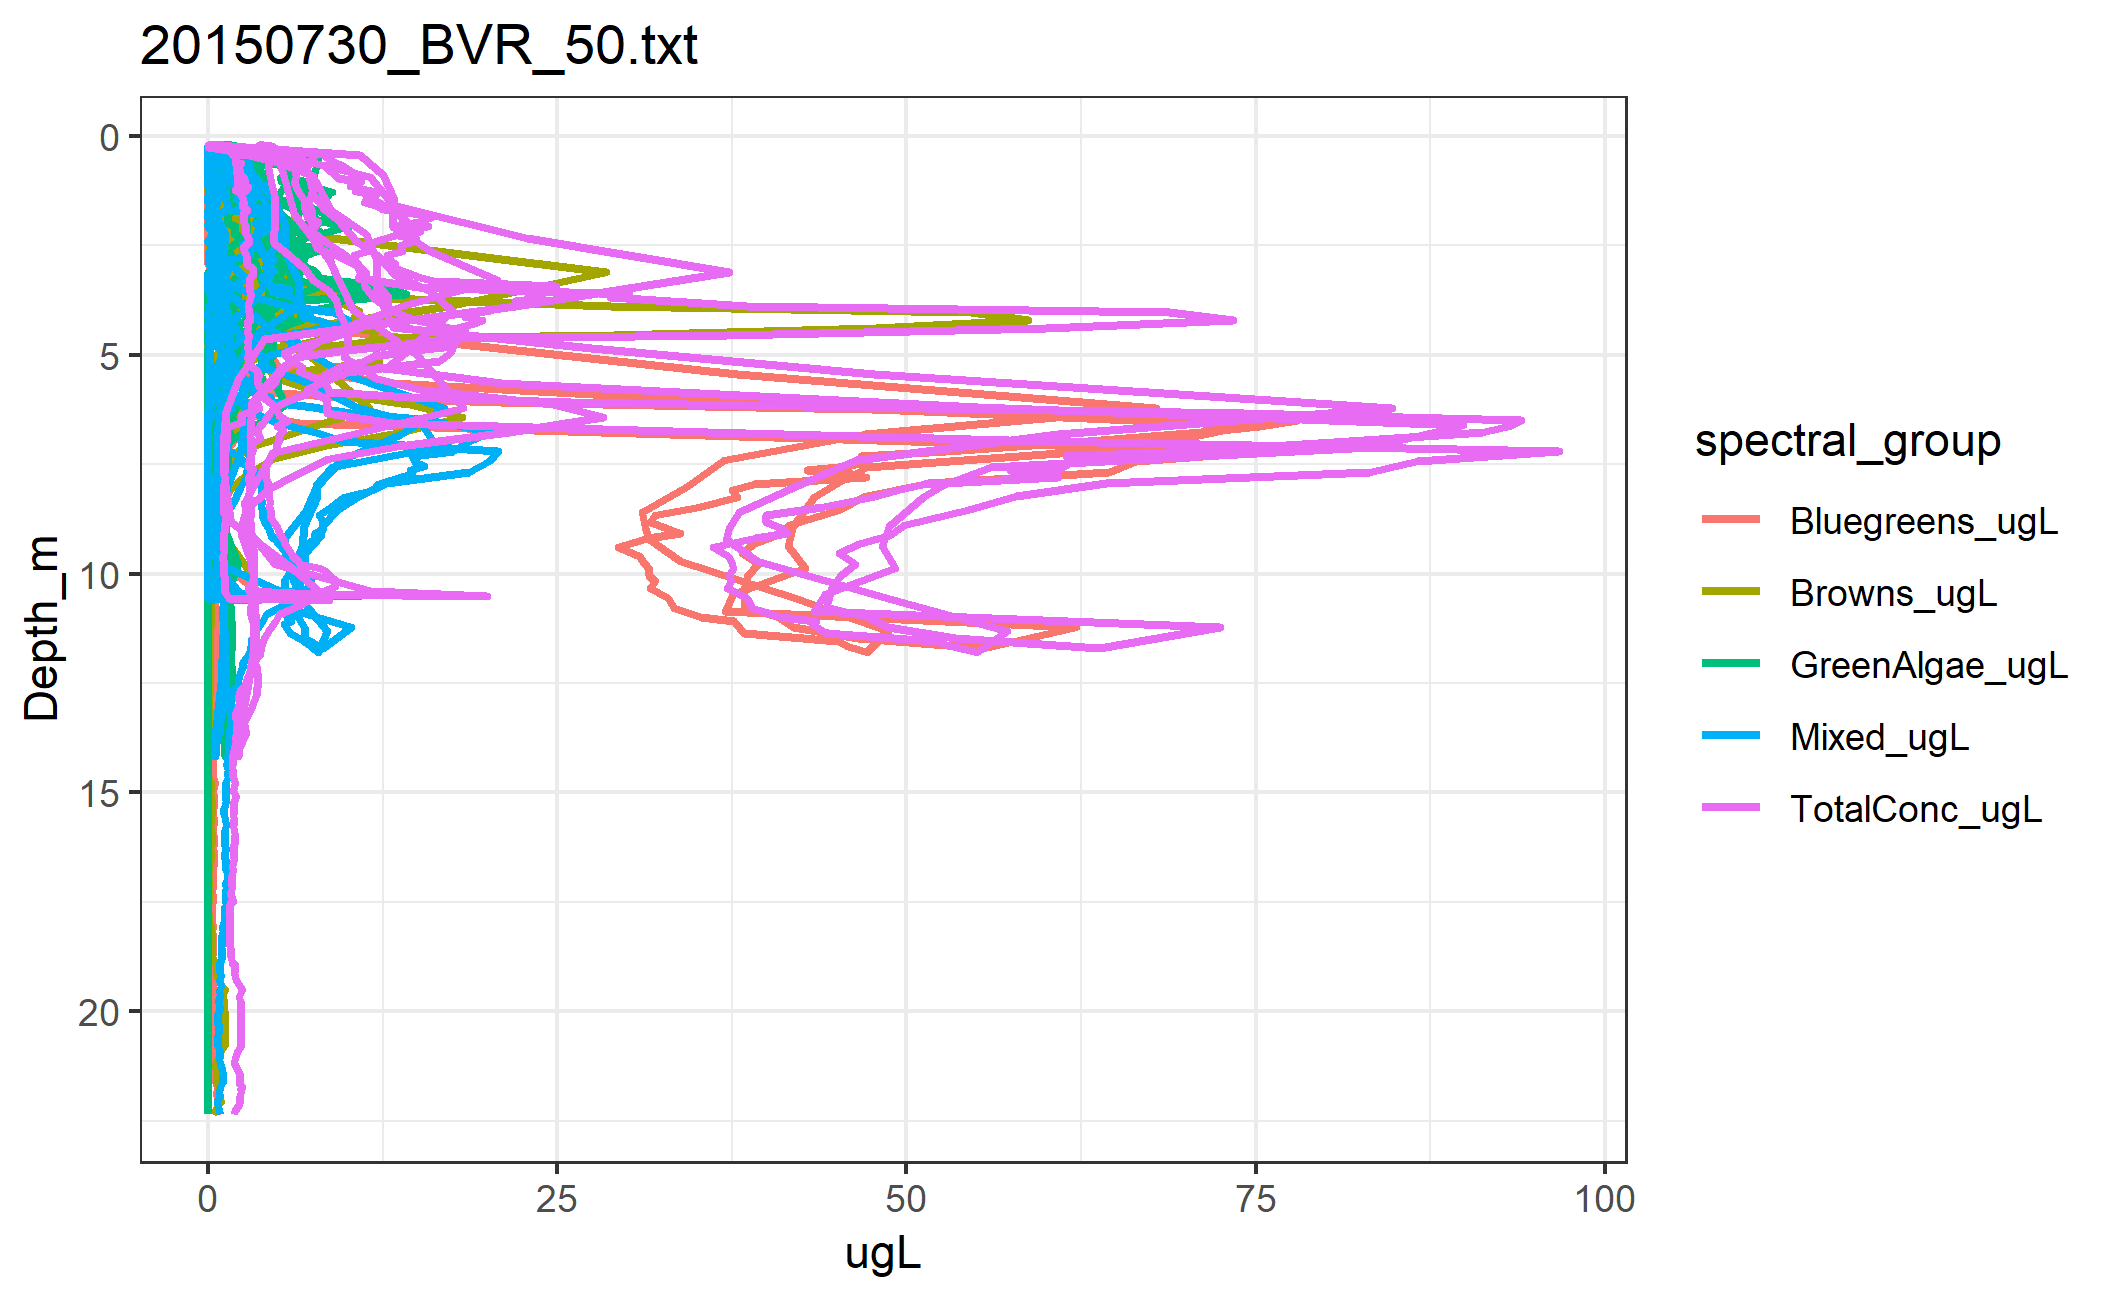 20150730_BVR_50.txt
0
5
10
15
20
Depth_m
0 25 50 75 100
ugL
spectral_group
Bluegreens_ugL
Browns_ugL
GreenAlgae_ugL
Mixed_ugL
TotalConc_ugL